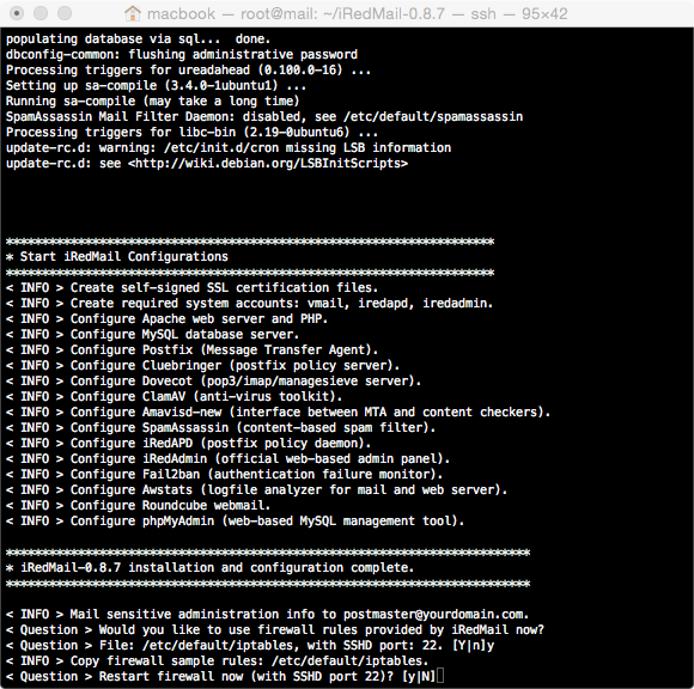 macbook — root@mail: ~/iRedMail-0.8.7 — ssh — 95×42
populating database via sql...  done.
dbconfig-common: flushing administrative password
Processing triggers for ureadahead (0.100.0-16) ...
Setting up sa-compile (3.4.0-1ubuntu1) ...
Running sa-compile (may take a long time)
SpamAssassin Mail Filter Daemon: disabled, see /etc/default/spamassassin
Processing triggers for libc-bin (2.19-0ubuntu6) ...
update-rc.d: warning: /etc/init.d/cron missing LSB information
update-rc.d: see <http://wiki.debian.org/LSBInitScripts>
********************************************************************
* Start iRedMail Configurations
********************************************************************
< INFO > Create self-signed SSL certification files.
< INFO > Create required system accounts: vmail, iredapd, iredadmin.
< INFO > Configure Apache web server and PHP.
< INFO > Configure MySQL database server.
< INFO > Configure Postfix (Message Transfer Agent).
< INFO > Configure Cluebringer (postfix policy server).
< INFO > Configure Dovecot (pop3/imap/managesieve server).
< INFO > Configure ClamAV (anti-virus toolkit).
< INFO > Configure Amavisd-new (interface between MTA and content checkers).
< INFO > Configure SpamAssassin (content-based spam filter).
< INFO > Configure iRedAPD (postfix policy daemon).
< INFO > Configure iRedAdmin (official web-based admin panel).
< INFO > Configure Fail2ban (authentication failure monitor).
< INFO > Configure Awstats (logfile analyzer for mail and web server).
< INFO > Configure Roundcube webmail.
< INFO > Configure phpMyAdmin (web-based MySQL management tool).
*************************************************************************
* iRedMail-0.8.7 installation and configuration complete.
*************************************************************************
< INFO > Mail sensitive administration info to postmaster@yourdomain.com.
< Question > Would you like to use firewall rules provided by iRedMail now?
< Question > File: /etc/default/iptables, with SSHD port: 22. [Y|n]y
< INFO > Copy firewall sample rules: /etc/default/iptables.
< Question > Restart firewall now (with SSHD port 22)? [y|N]